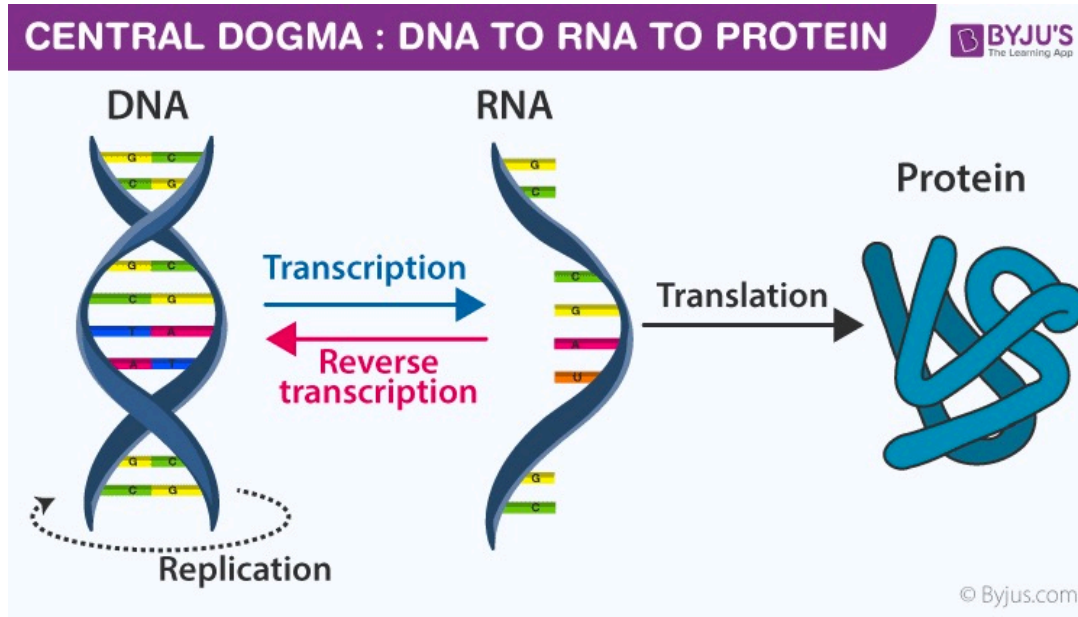 CENTRAL DOGMA : DNA TO RNA TO PROTEIN
BYJU'S
The Learning App
DNA
RNA
Protein
G C
C G
G C
C G
T A
A T
G C
C G
Transcription
Reverse
transcription
Replication
G
C
C
G
A
U
G
C
Translation
© Byjus.com